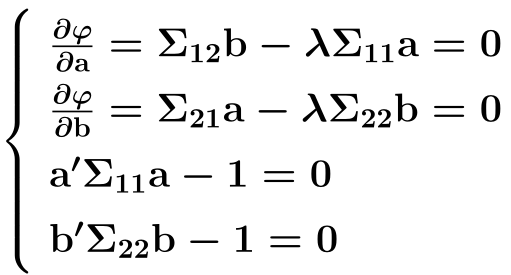 ∂φ/∂a = Σ₁₂b − λΣ₁₁a = 0
∂φ/∂b = Σ₂₁a − λΣ₂₂b = 0
a′Σ₁₁a − 1 = 0
b′Σ₂₂b − 1 = 0